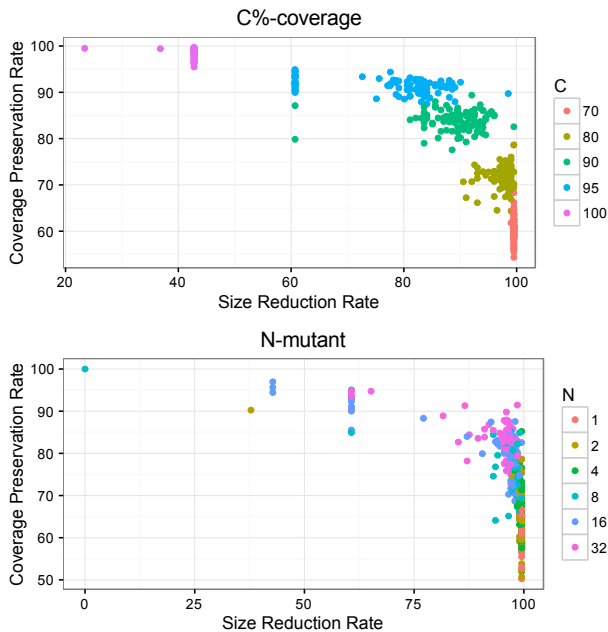 C%-coverage
Coverage Preservation Rate
100
90
80
70
60
20 40 60 80 100
Size Reduction Rate
C
70
80
90
95
100
N-mutant
Coverage Preservation Rate
100
90
80
70
60
50
0 25 50 75 100
Size Reduction Rate
N
1
2
4
8
16
32